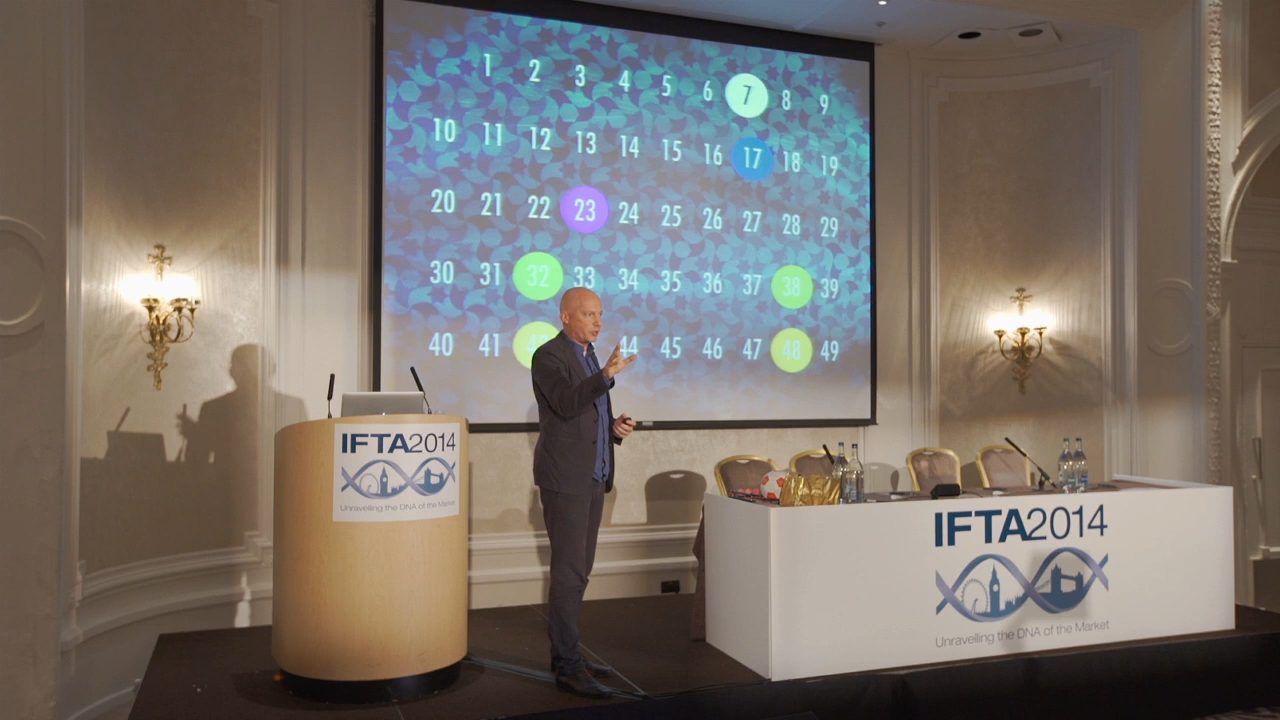 1 2 3 4 5 6 7 8 9
10 11 12 13 14 15 16 17 18 19
20 21 22 23 24 25 26 27 28 29
30 31 32 33 34 35 36 37 38 39
40 41 44 45 46 47 48 49
IFTA2014
Unravelling the DNA of the Market
IFTA2014
Unravelling the DNA of the Market